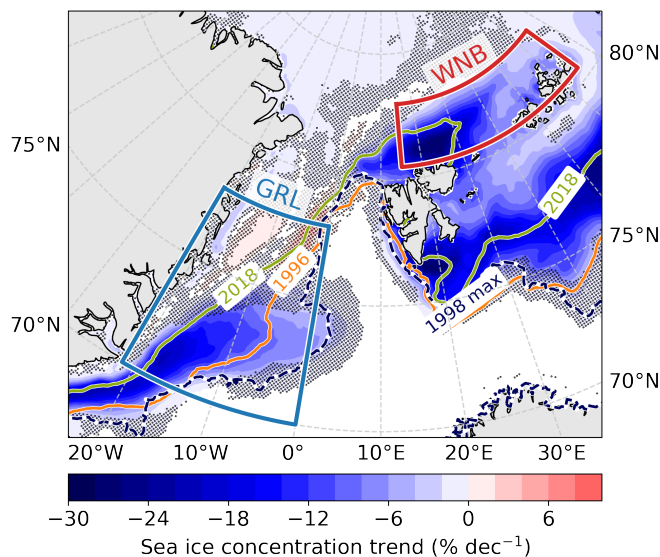 80°N
WNB
75°N
GRL
2018
2018
1996
75°N
1998 max
70°N
70°N
20°W 10°W 0° 10°E 20°E 30°E
−30 −24 −18 −12 −6 0 6
Sea ice concentration trend (% dec⁻¹)